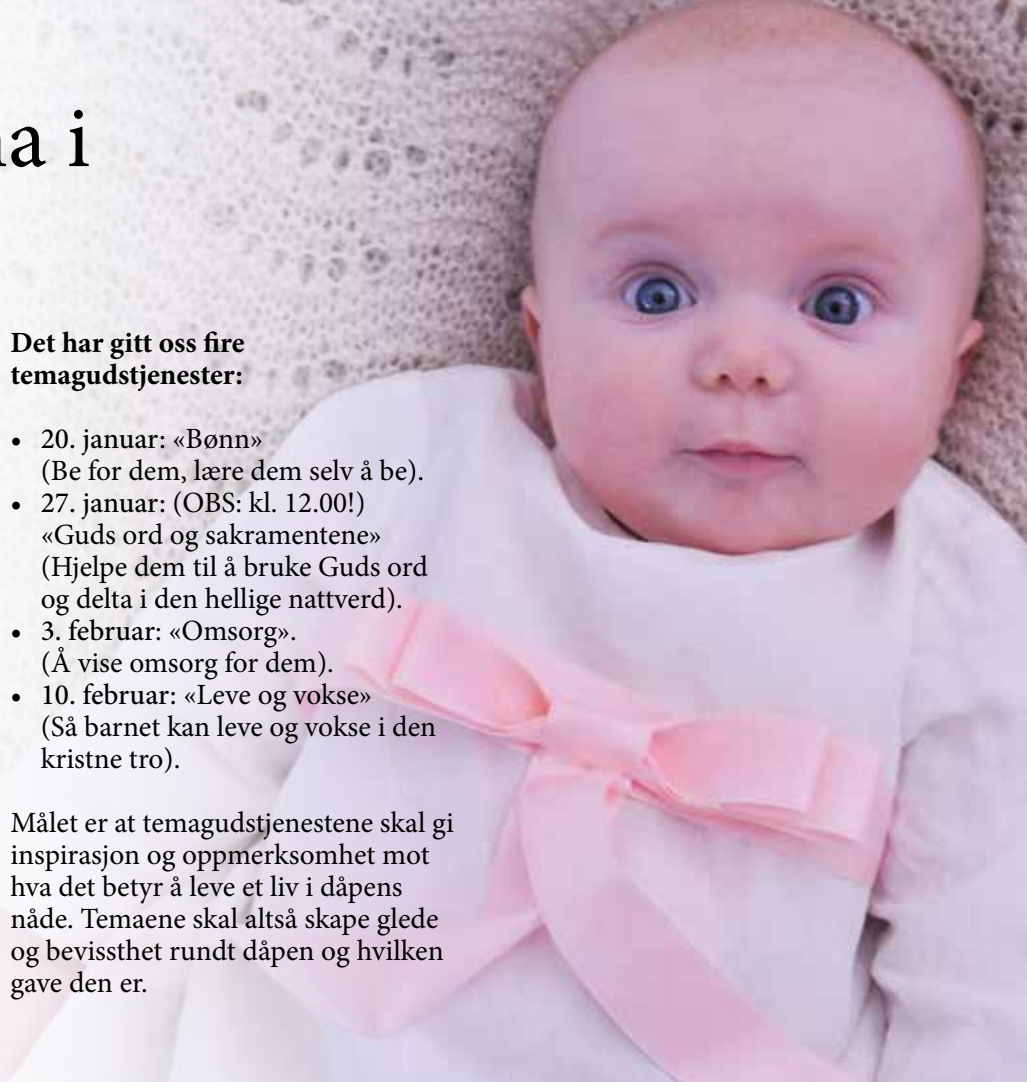 a i
Det har gitt oss fire
temagudstjenester:
• 20. januar: «Bønn»
(Be for dem, lære dem selv å be).
• 27. januar: (OBS: kl. 12.00!)
«Guds ord og sakramentene»
(Hjelpe dem til å bruke Guds ord
og delta i den hellige nattverd).
• 3. februar: «Omsorg».
(Å vise omsorg for dem).
• 10. februar: «Leve og vokse»
(Så barnet kan leve og vokse i den
kristne tro).
Målet er at temagudstjenestene skal gi
inspirasjon og oppmerksomhet mot
hva det betyr å leve et liv i dåpens
nåde. Temaene skal altså skape glede
og bevissthet rundt dåpen og hvilken
gave den er.